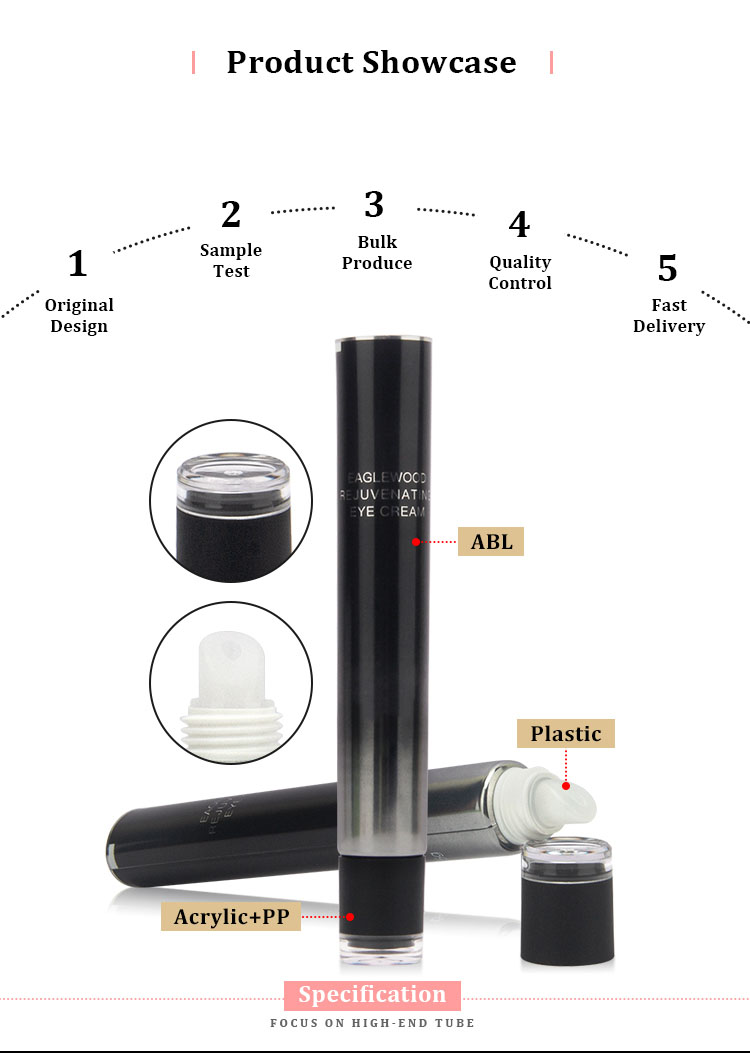 Product Showcase
1
Original
Design
2
Sample
Test
3
Bulk
Produce
4
Quality
Control
5
Fast
Delivery
EAGLEWOOD
REJUVENATING
EYE CREAM
ABL
Plastic
Acrylic+PP
Specification
FOCUS ON HIGH-END TUBE